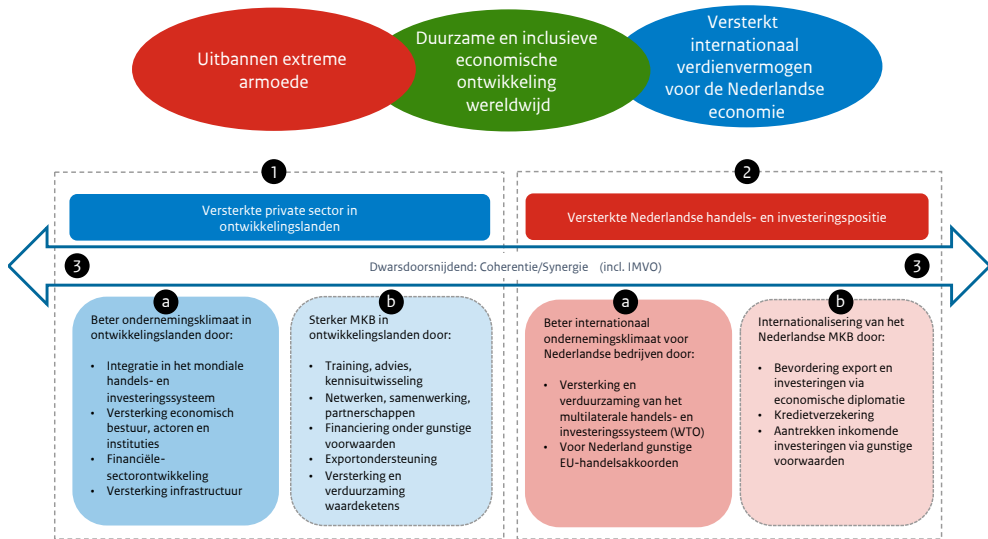 Uitbannen extreme
armoede
Duurzame en inclusieve
economische
ontwikkeling
wereldwijd
Versterkt
internationaal
verdienvermogen
voor de Nederlandse
economie
1
2
Versterkte private sector in
ontwikkelingslanden
Versterkte Nederlandse handels- en investeringspositie
3
Dwarsdoorsnijdend: Coherentie/Synergie (incl. IMVO)
3
a
Beter ondernemingsklimaat in
ontwikkelingslanden door:
• Integratie in het mondiale
handels- en
investeringssysteem
• Versterking economisch
bestuur, actoren en
instituties
• Financiële-
sectorontwikkeling
• Versterking infrastructuur
b
Sterker MKB in
ontwikkelingslanden door:
• Training, advies,
kennisuitwisseling
• Netwerken, samenwerking,
partnerschappen
• Financiering onder gunstige
voorwaarden
• Exportondersteuning
• Versterking en
verduurzaming
waardeketens
a
Beter internationaal
ondernemingsklimaat voor
Nederlandse bedrijven door:
• Versterking en
verduurzaming van het
multilaterale handels- en
investeringssysteem (WTO)
• Voor Nederland gunstige
EU-handelsakkoorden
b
Internationalisering van het
Nederlandse MKB door:
• Bevordering export en
investeringen via
economische diplomatie
• Kredietverzekering
• Aantrekken inkomende
investeringen via gunstige
voorwaarden